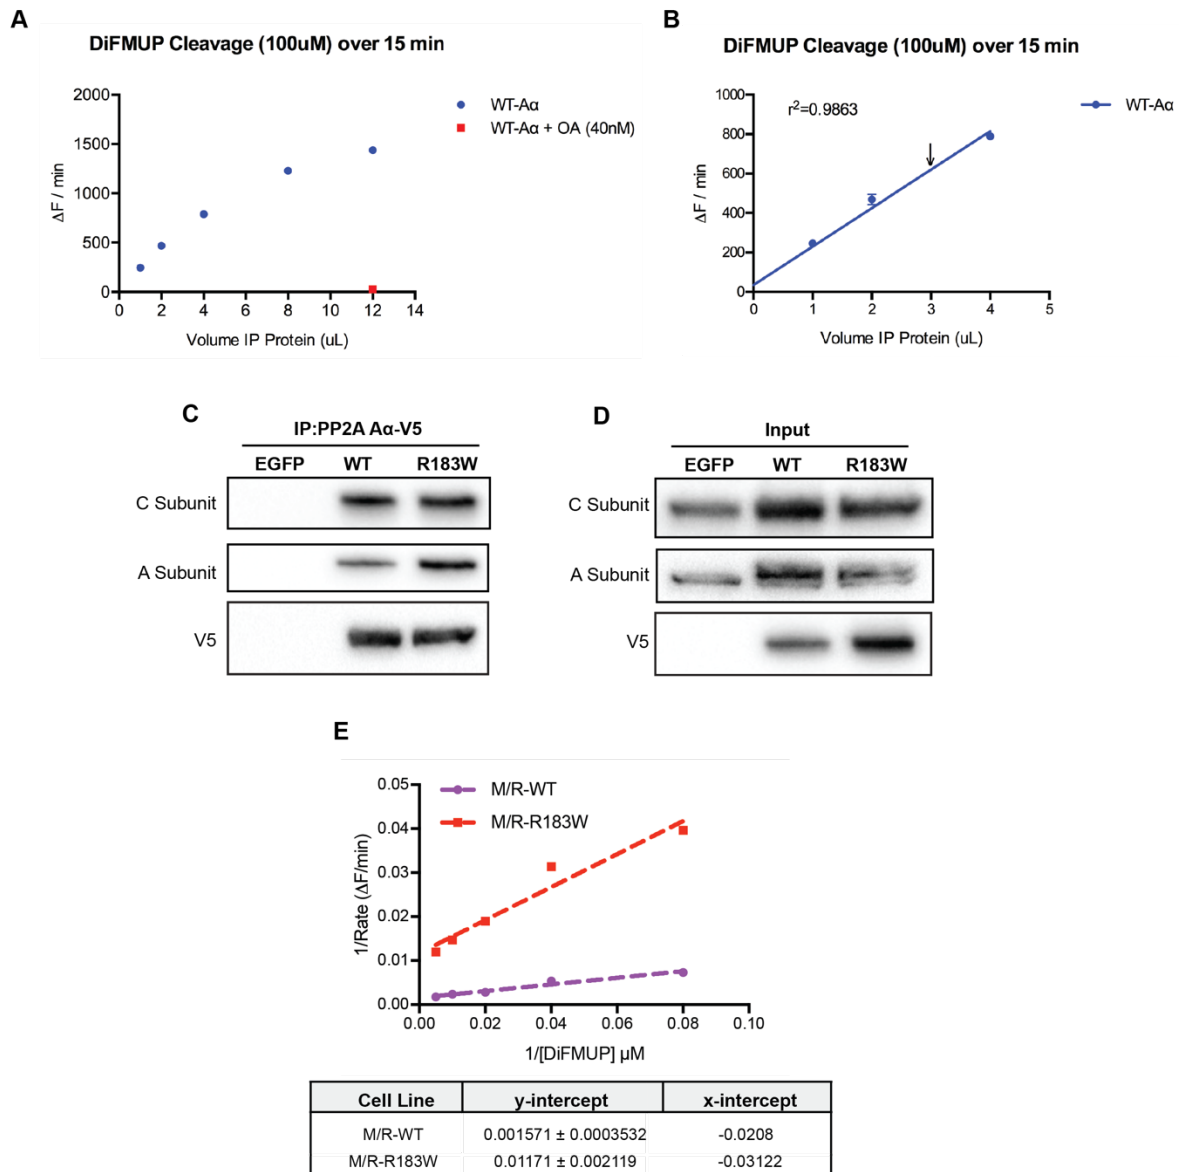 A
DiFMUP Cleavage (100uM) over 15 min
2000
1500
1000
500
0
ΔF / min
0 2 4 6 8 10 12 14
Volume IP Protein (uL)
WT-Aα
WT-Aα + OA (40nM)
B
DiFMUP Cleavage (100uM) over 15 min
1000
800
600
400
200
0
ΔF / min
r²=0.9863
0 1 2 3 4 5
Volume IP Protein (uL)
WT-Aα
C
IP:PP2A Aα-V5
EGFP WT R183W
C Subunit
A Subunit
V5
D
Input
EGFP WT R183W
C Subunit
A Subunit
V5
E
0.05
0.04
0.03
0.02
0.01
0.00
1/Rate (ΔF/min)
M/R-WT
M/R-R183W
0.00 0.02 0.04 0.06 0.08 0.10
1/[DiFMUP] μM
Cell Line y-intercept x-intercept
M/R-WT 0.001571 ± 0.0003532 -0.0208
M/R-R183W 0.01171 ± 0.002119 -0.03122